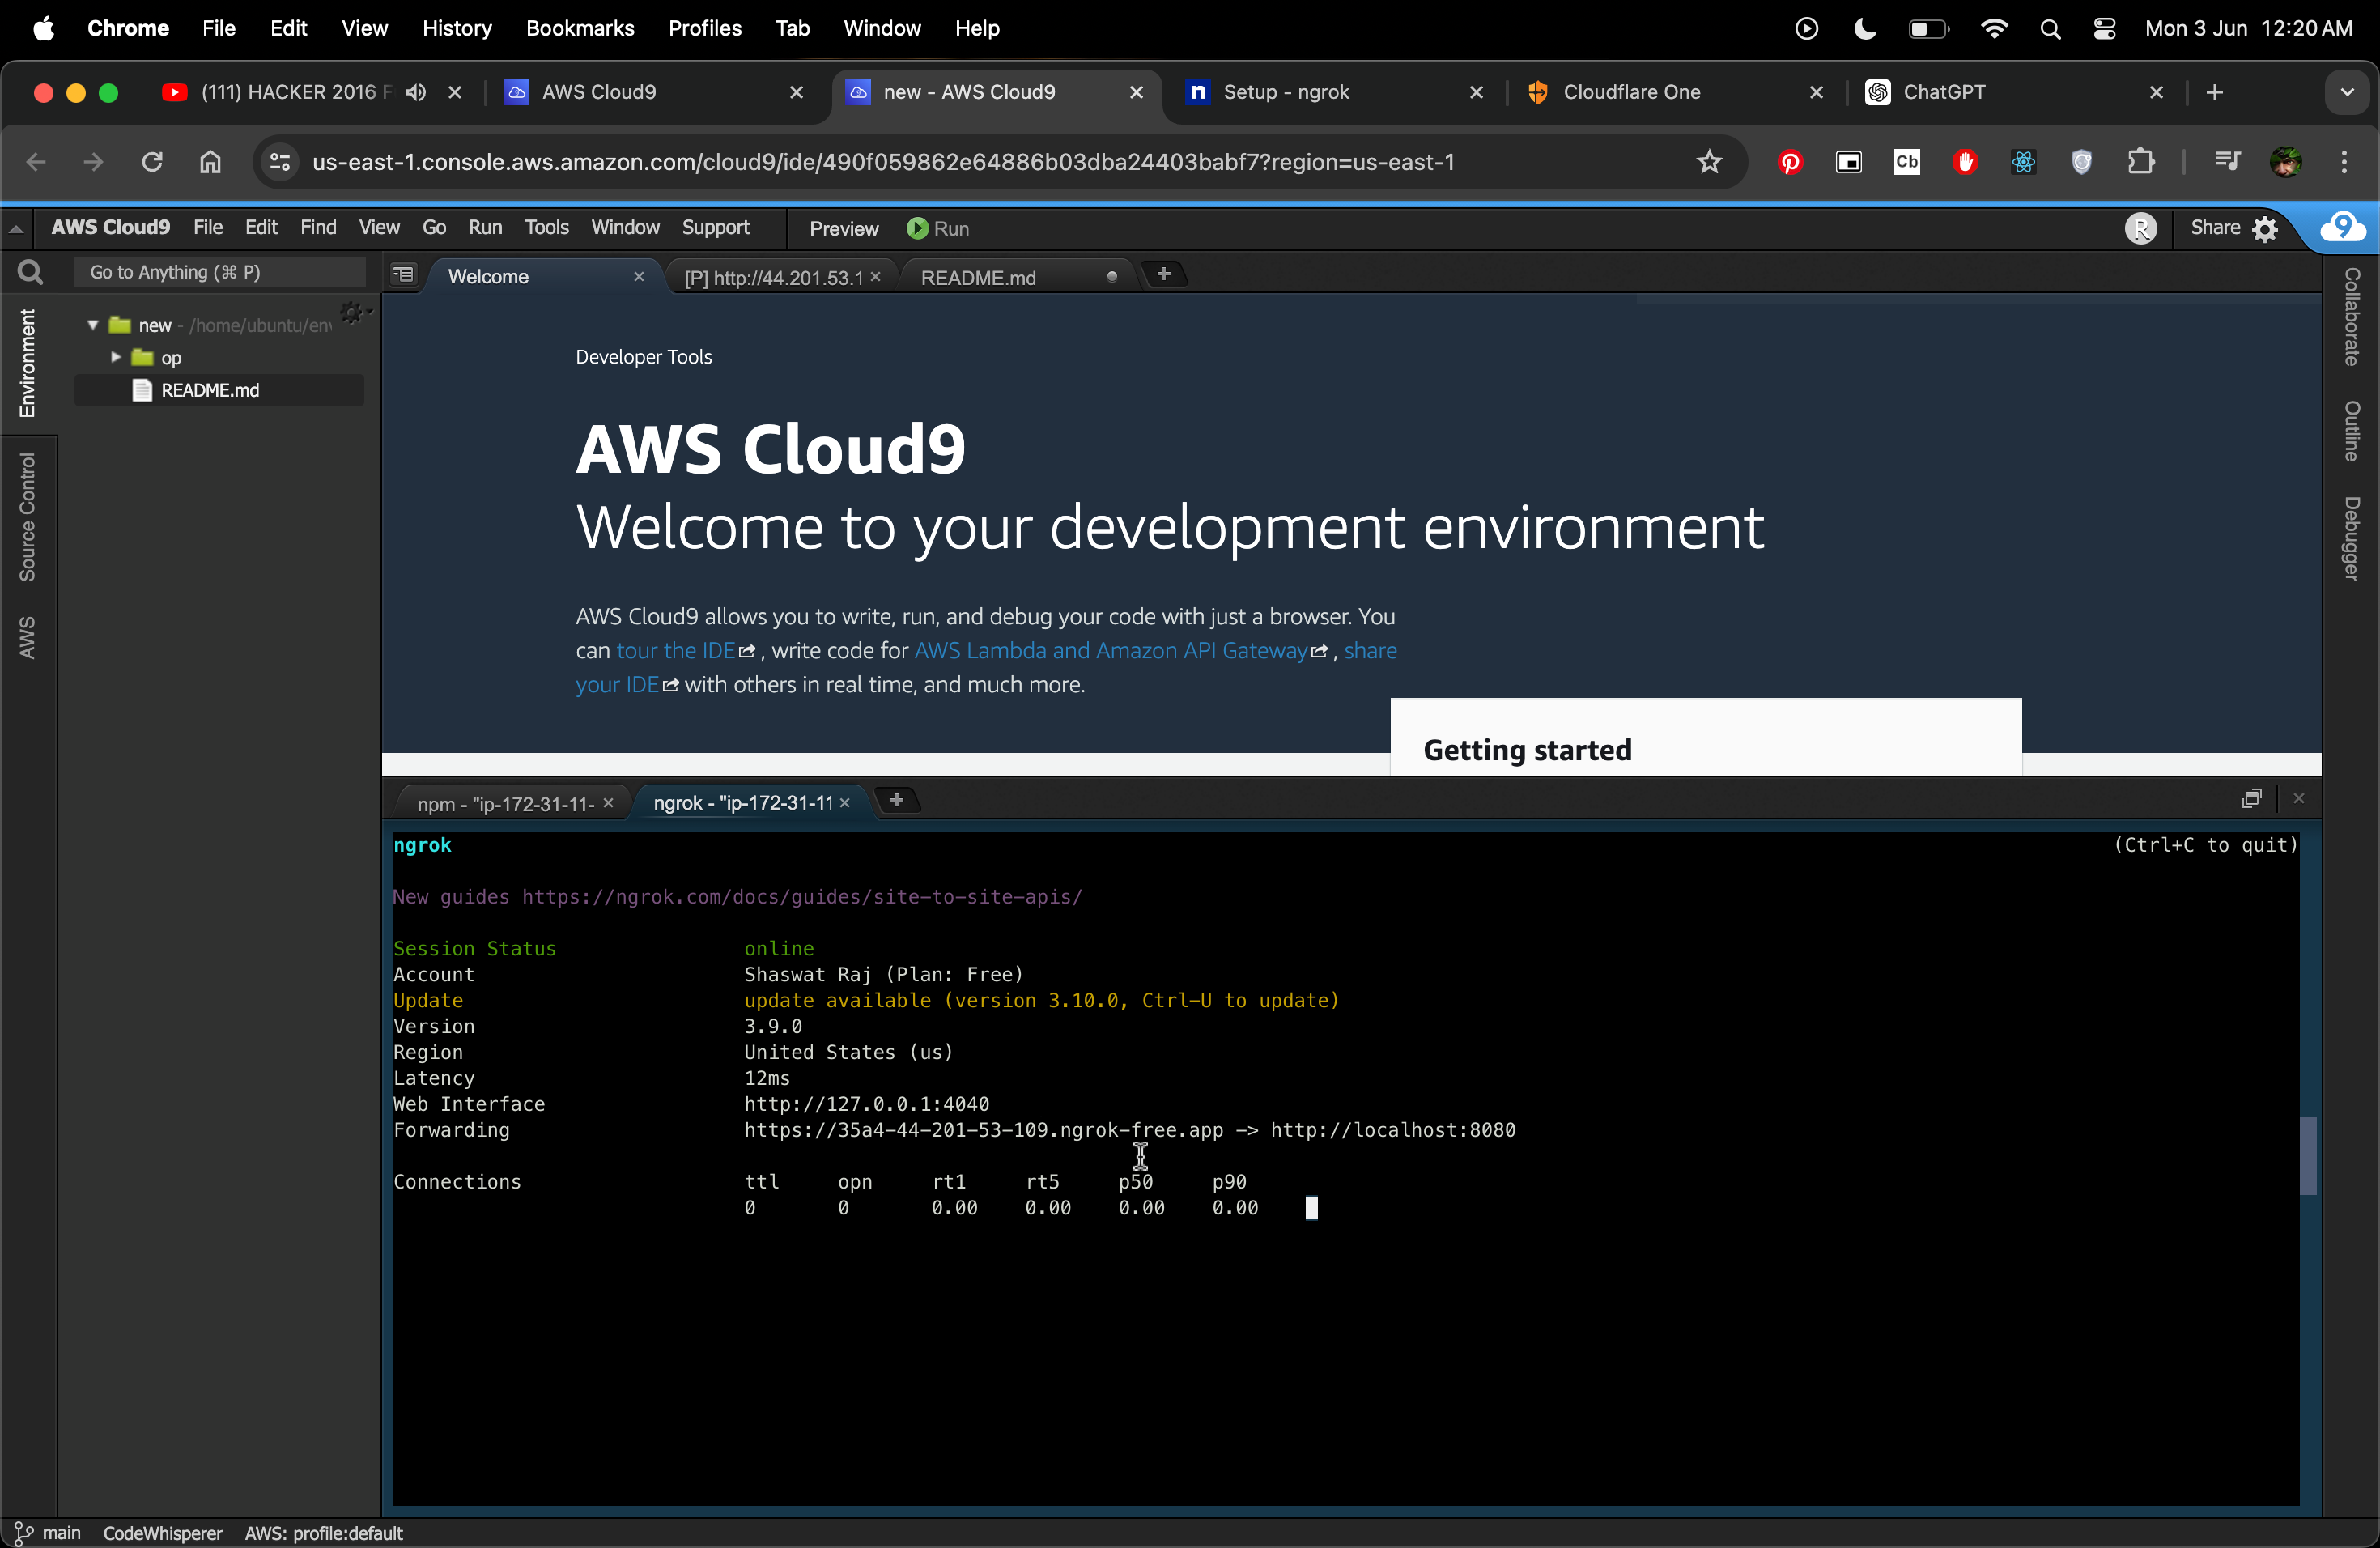 Chrome File Edit View History Bookmarks Profiles Tab Window Help Mon 3 Jun 12:20 AM
(111) HACKER 2016 F AWS Cloud9 new - AWS Cloud9 n Setup - ngrok Cloudflare One ChatGPT
us-east-1.console.aws.amazon.com/cloud9/ide/490f059862e64886b03dba24403babf7?region=us-east-1 Cb
AWS Cloud9 File Edit Find View Go Run Tools Window Support Preview Run R Share 9
Go to Anything (⌘ P)
Welcome [P] http://44.201.53.1 README.md
new - /home/ubuntu/env
op
README.md
Environment
Source Control
AWS
Developer Tools
AWS Cloud9
Welcome to your development environment
AWS Cloud9 allows you to write, run, and debug your code with just a browser. You
can tour the IDE, write code for AWS Lambda and Amazon API Gateway, share
your IDE with others in real time, and much more.
Getting started
Collaborate
Outline
Debugger
npm - "ip-172-31-11- ngrok - "ip-172-31-11
ngrok (Ctrl+C to quit)
New guides https://ngrok.com/docs/guides/site-to-site-apis/
Session Status online
Account Shaswat Raj (Plan: Free)
Update update available (version 3.10.0, Ctrl-U to update)
Version 3.9.0
Region United States (us)
Latency 12ms
Web Interface http://127.0.0.1:4040
Forwarding https://35a4-44-201-53-109.ngrok-free.app -> http://localhost:8080
Connections ttl opn rt1 rt5 p50 p90
0 0 0.00 0.00 0.00 0.00
main CodeWhisperer AWS: profile:default